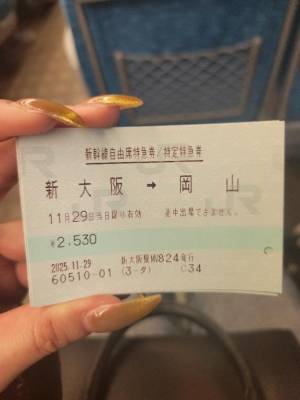 新幹線自由席特急券/特定特急券
新大阪 → 岡山
11月29日当日限り有効 途中出場できません。
¥2,530
2025.11.29 新大阪駅MV824発行
60510-01 (3-タ) C34